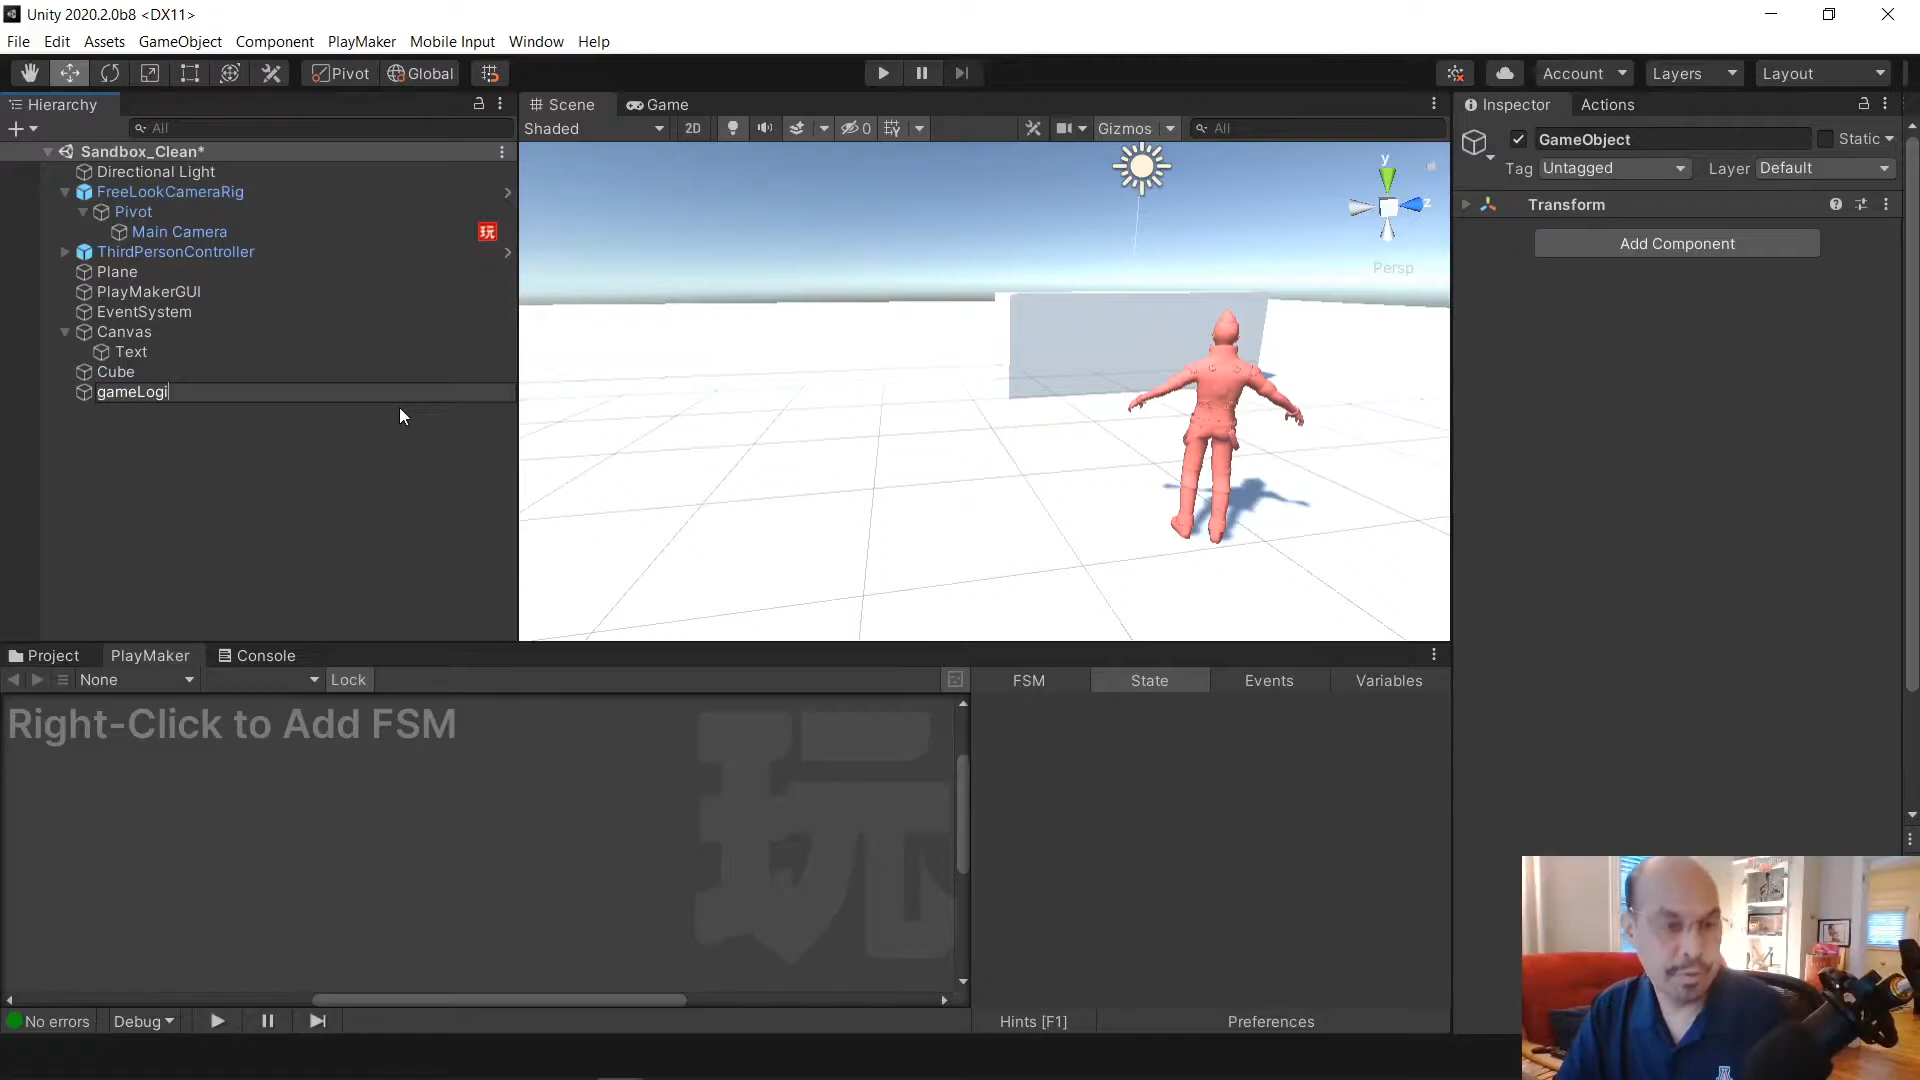 Unity 2020.2.0b8 <DX11>
File Edit Assets GameObject Component PlayMaker Mobile Input Window Help
Pivot Global Account Layers Layout
Hierarchy
All
Sandbox_Clean*
Directional Light
FreeLookCameraRig
Pivot
Main Camera 玩
ThirdPersonController
Plane
PlayMakerGUI
EventSystem
Canvas
Text
Cube
gameLogi
Scene Game
Shaded 2D 0 Gizmos All
y
z
Persp
Inspector Actions
GameObject Static
Tag Untagged Layer Default
Transform
Add Component
Project PlayMaker Console
None Lock FSM State Events Variables
Right-Click to Add FSM
玩
No errors Debug Hints [F1] Preferences